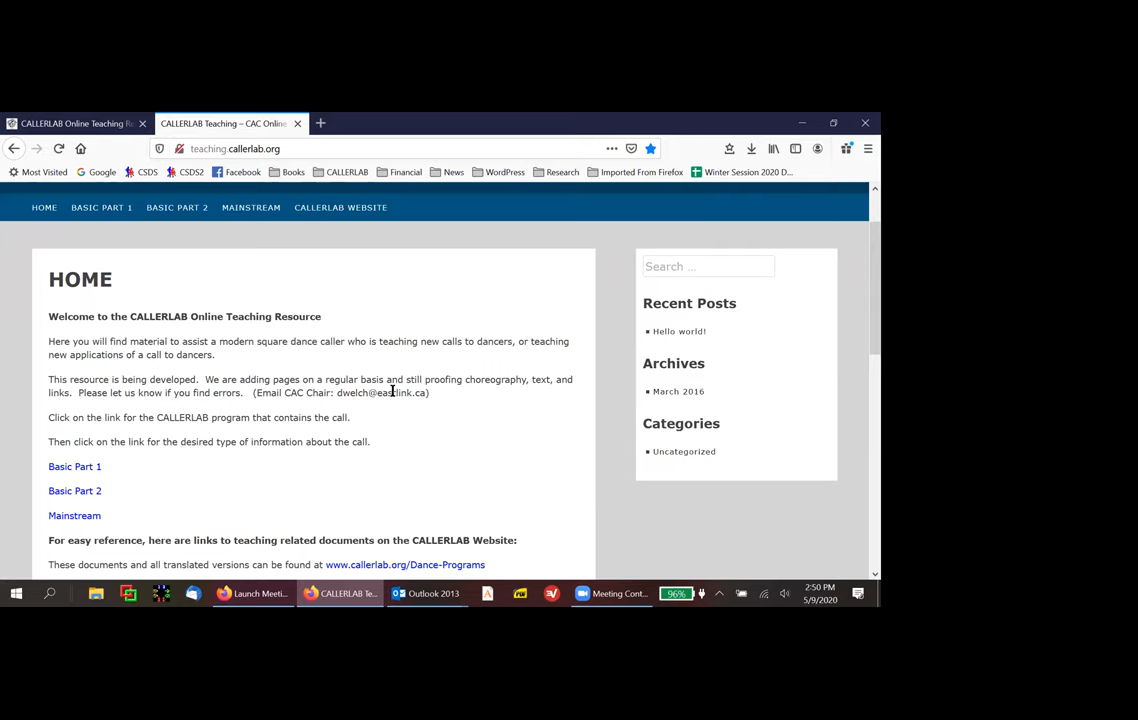 CALLERLAB Online Teaching Re
CALLERLAB Teaching – CAC Online
teaching.callerlab.org
Most Visited Google CSDS CSDS2 Facebook Books CALLERLAB Financial News WordPress Research Imported From Firefox Winter Session 2020 D...
HOME BASIC PART 1 BASIC PART 2 MAINSTREAM CALLERLAB WEBSITE
HOME
Welcome to the CALLERLAB Online Teaching Resource
Here you will find material to assist a modern square dance caller who is teaching new calls to dancers, or teaching
new applications of a call to dancers.
This resource is being developed. We are adding pages on a regular basis and still proofing choreography, text, and
links. Please let us know if you find errors. (Email CAC Chair: dwelch@eastlink.ca)
Click on the link for the CALLERLAB program that contains the call.
Then click on the link for the desired type of information about the call.
Basic Part 1
Basic Part 2
Mainstream
For easy reference, here are links to teaching related documents on the CALLERLAB Website:
These documents and all translated versions can be found at www.callerlab.org/Dance-Programs
Search ...
Recent Posts
Hello world!
Archives
March 2016
Categories
Uncategorized
Launch Meeti... CALLERLAB Te... Outlook 2013 Meeting Cont... 96%
2:50 PM
5/9/2020